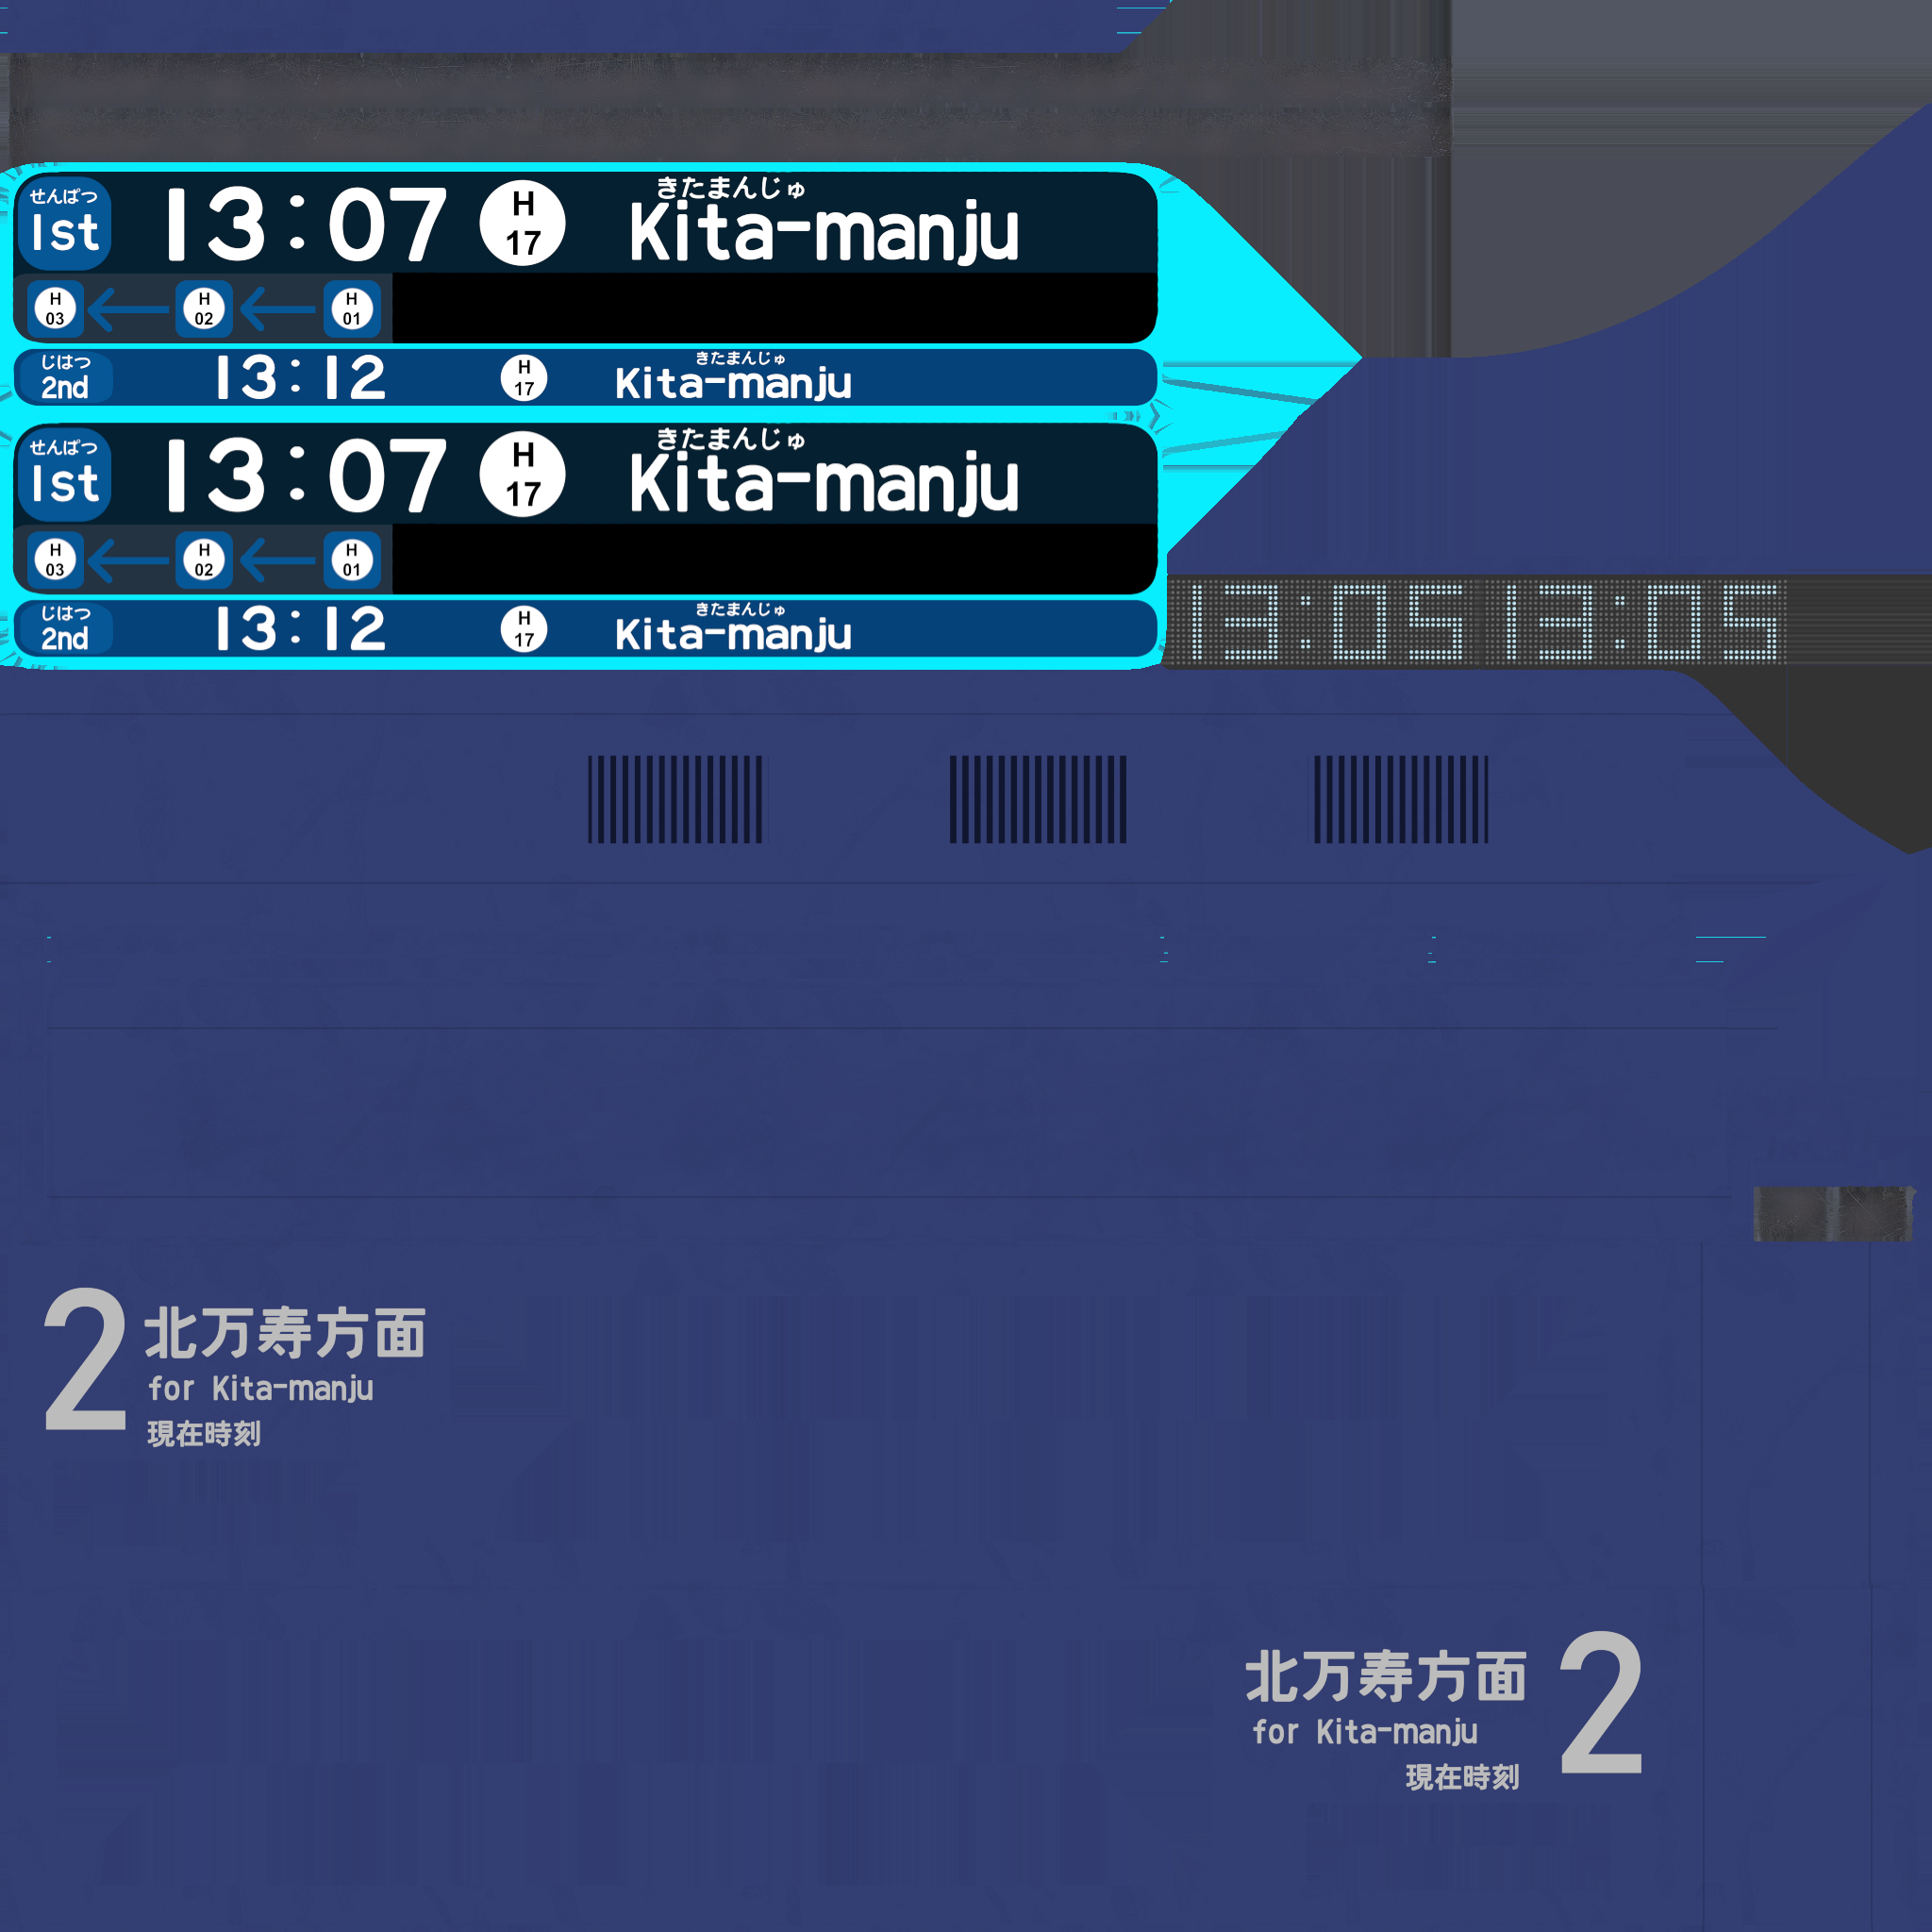 せんぱつ
1st
13:07
H
17
きたまんじゅ
Kita-manju
H
03
H
02
H
01
じはつ
2nd
13:12
H
17
きたまんじゅ
Kita-manju
せんぱつ
1st
13:07
H
17
きたまんじゅ
Kita-manju
H
03
H
02
H
01
じはつ
2nd
13:12
H
17
きたまんじゅ
Kita-manju
13:05 13:05
2
北万寿方面
for Kita-manju
現在時刻
北万寿方面
for Kita-manju
現在時刻
2